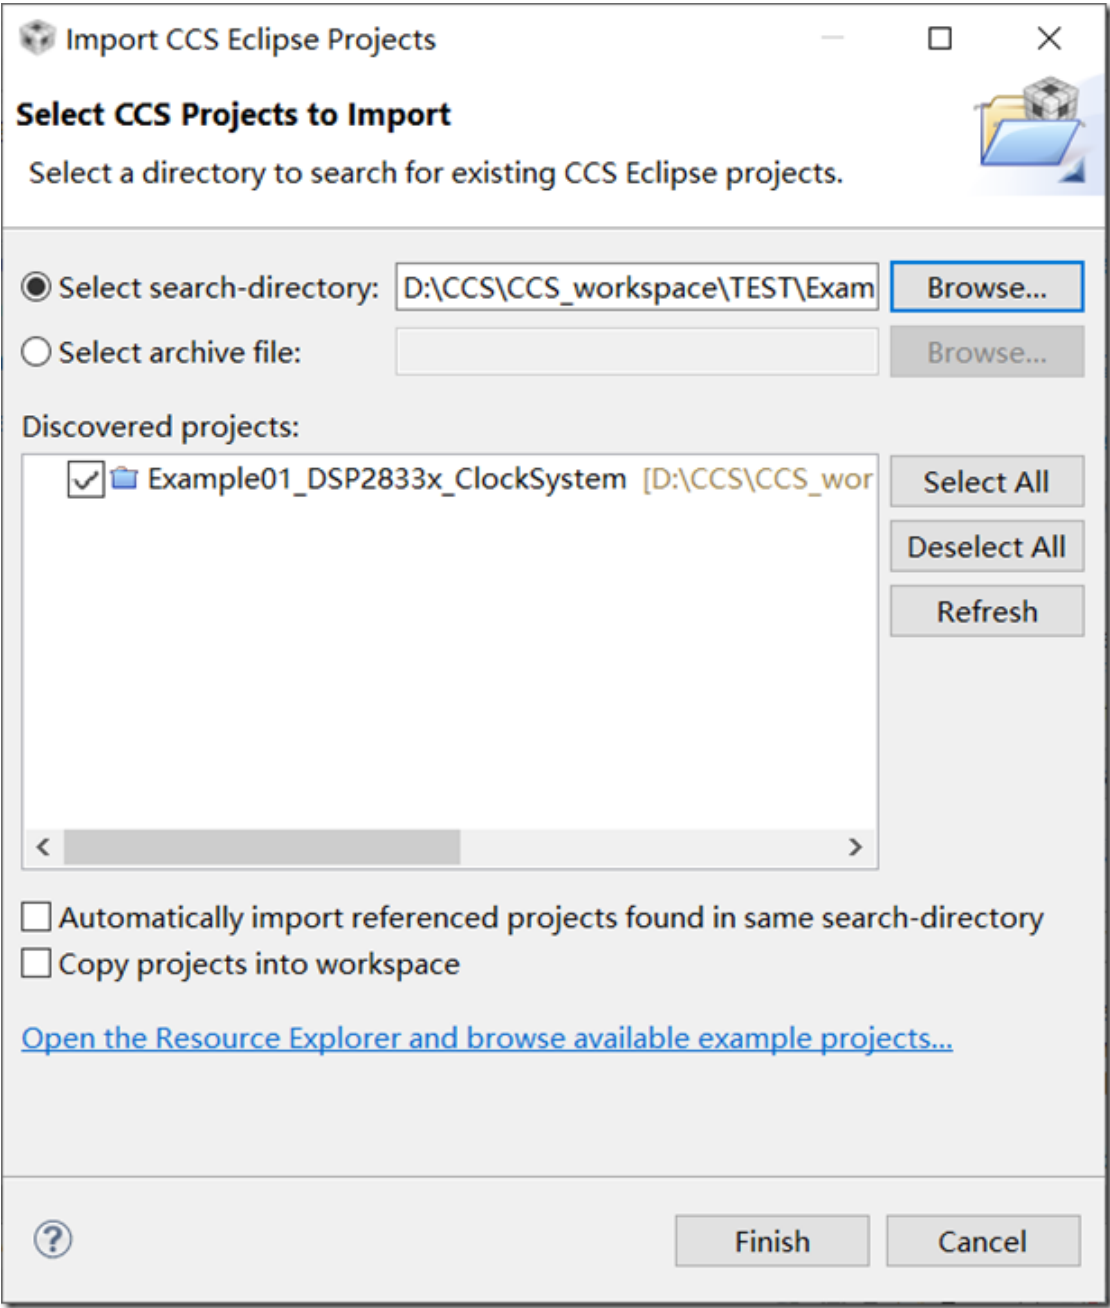 Import CCS Eclipse Projects
Select CCS Projects to Import
Select a directory to search for existing CCS Eclipse projects.
Select search-directory: D:\CCS\CCS_workspace\TEST\Exam Browse...
Select archive file: Browse...
Discovered projects:
Example01_DSP2833x_ClockSystem [D:\CCS\CCS_wor
Select All
Deselect All
Refresh
Automatically import referenced projects found in same search-directory
Copy projects into workspace
Open the Resource Explorer and browse available example projects...
Finish Cancel